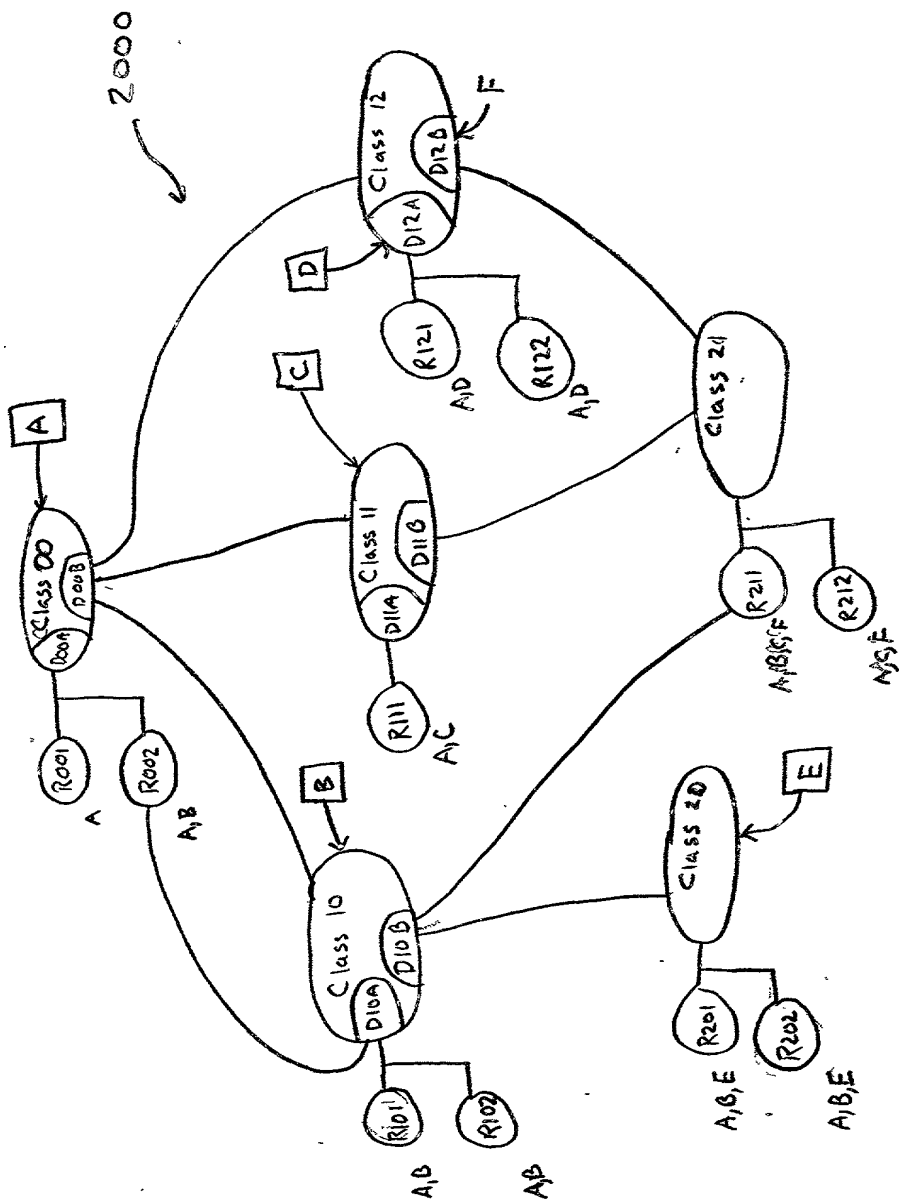 2000
A
Class 00
D00A
D00B
R001
A
R002
A,B
B
Class 10
D10A
D10B
R101
A,B
R102
A,B
C
Class 11
D11A
D11B
R111
A,C
D
Class 12
D12A
D12B
F
R121
A,D
R122
A,D
Class 20
E
R201
A,B,E
R202
A,B,E
Class 21
R211
A,B,C,F
R212
A,C,F